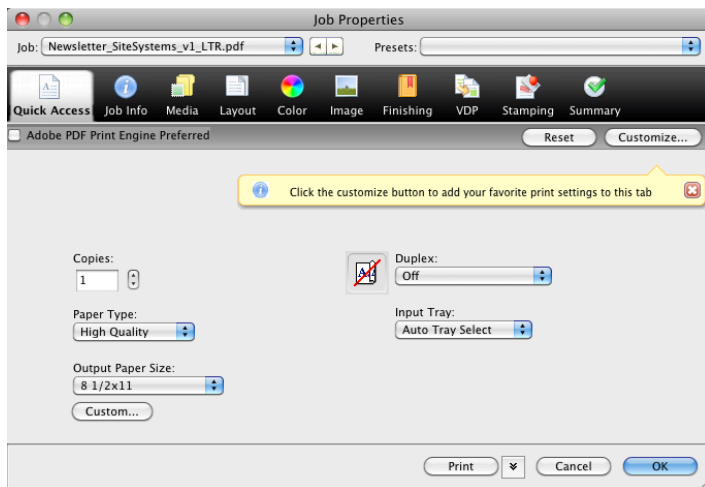 Job Properties
Job: Newsletter_SiteSystems_v1_LTR.pdf Presets:
Quick Access Job Info Media Layout Color Image Finishing VDP Stamping Summary
Adobe PDF Print Engine Preferred Reset Customize...
Click the customize button to add your favorite print settings to this tab
Copies: Duplex:
1 Off
Paper Type: Input Tray:
High Quality Auto Tray Select
Output Paper Size:
8 1/2x11
Custom...
Print Cancel OK